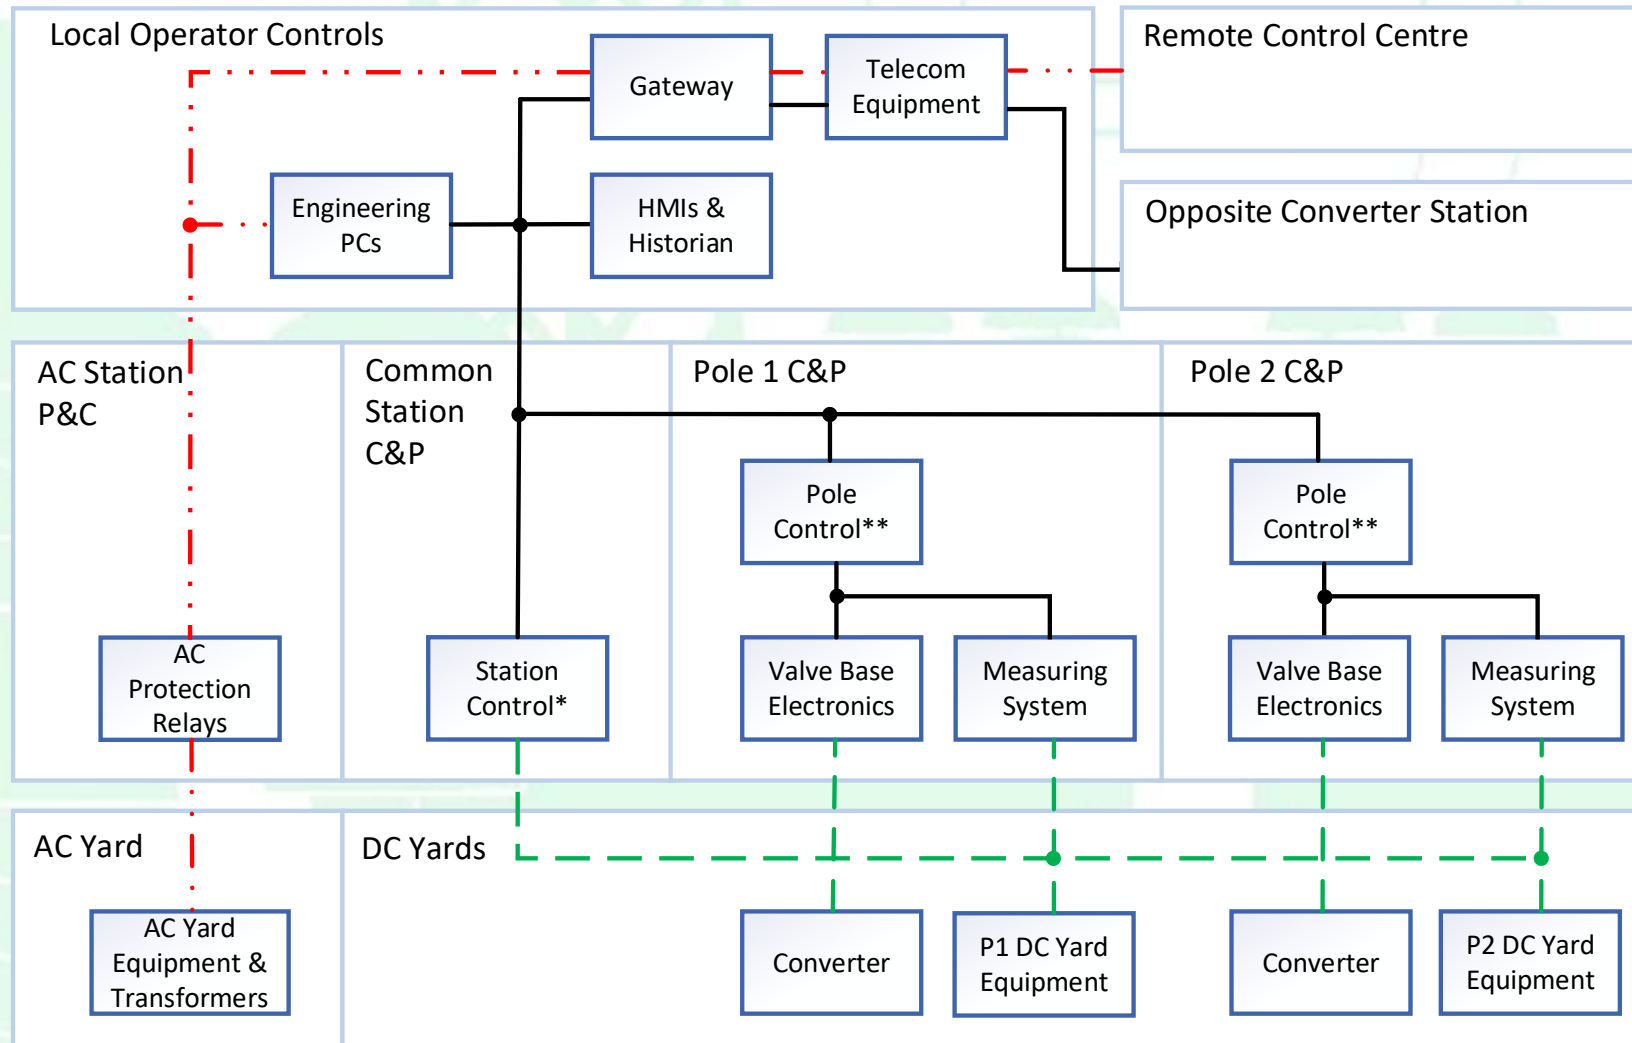 Local Operator Controls
Gateway
Telecom
Equipment
Remote Control Centre
Engineering
PCs
HMIs &
Historian
Opposite Converter Station
AC Station
P&C
Common
Station
C&P
Pole 1 C&P
Pole 2 C&P
Pole
Control**
Pole
Control**
AC
Protection
Relays
Station
Control*
Valve Base
Electronics
Measuring
System
Valve Base
Electronics
Measuring
System
AC Yard
DC Yards
AC Yard
Equipment &
Transformers
Converter
P1 DC Yard
Equipment
Converter
P2 DC Yard
Equipment